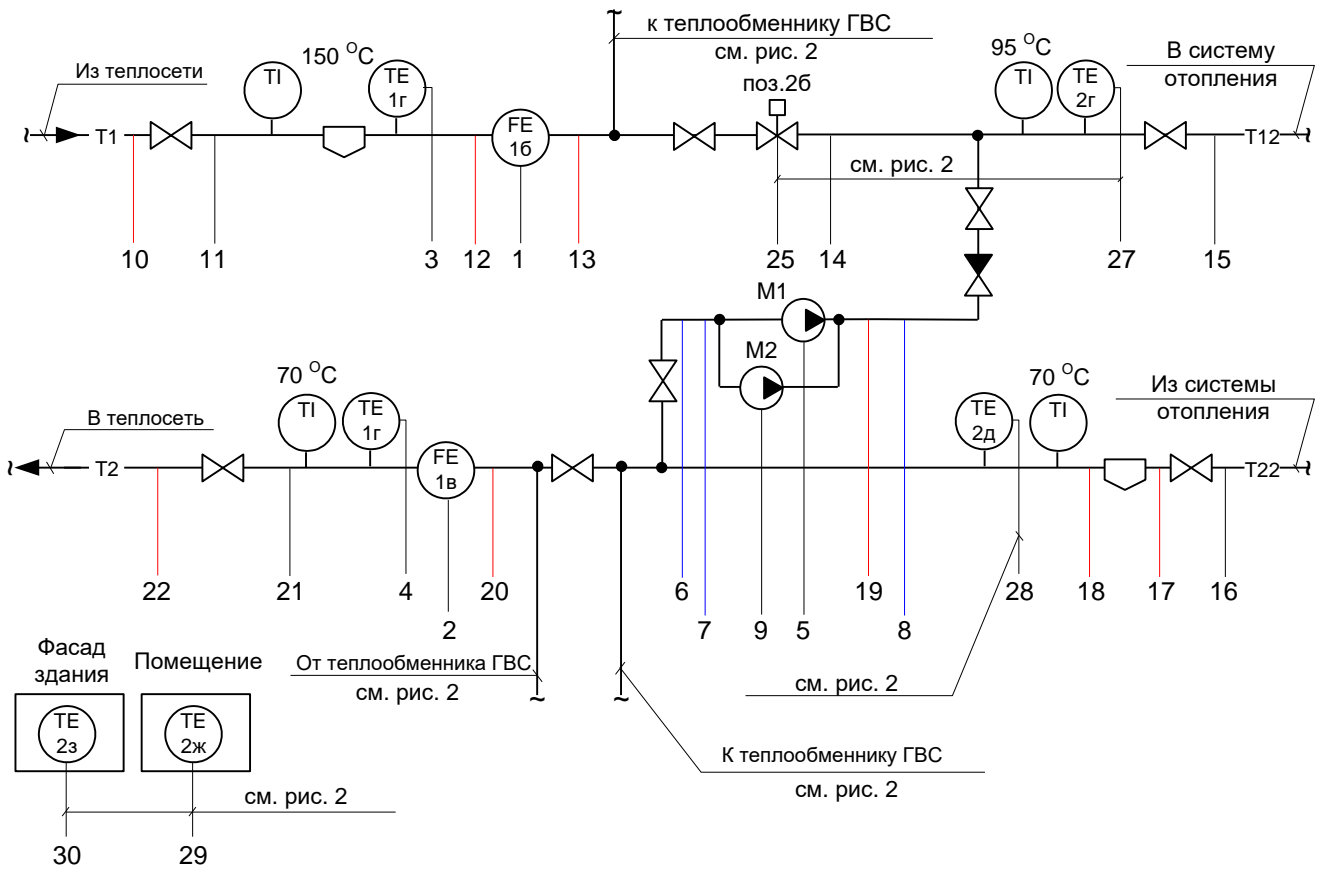 к теплообменнику ГВС
см. рис. 2
Из теплосети
150 °C
TI
TE
1г
FE
1б
поз.2б
95 °C
TI
TE
2г
В систему
отопления
T1
T12
см. рис. 2
10
11
3
12
1
13
25
14
27
15
M1
M2
В теплосеть
70 °C
TI
TE
1г
FE
1в
TE
2д
70 °C
TI
Из системы
отопления
T2
T22
22
21
4
20
6
19
28
18
17
16
2
7
9
5
8
Фасад
здания
Помещение
От теплообменника ГВС
см. рис. 2
см. рис. 2
TE
2з
TE
2ж
К теплообменнику ГВС
см. рис. 2
см. рис. 2
30
29